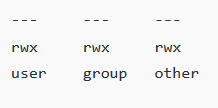 ---     ---     ---
rwx     rwx     rwx
user    group   other